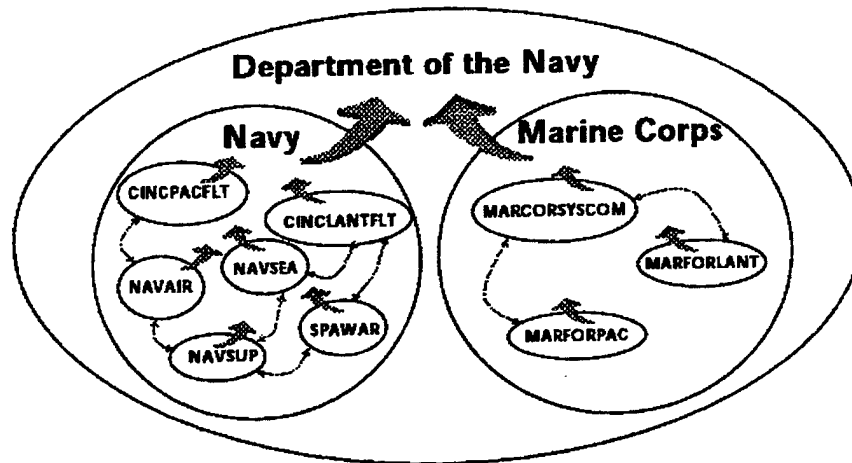 Department of the Navy
Navy
Marine Corps
CINCPACFLT
CINCLANTFLT
NAVAIR
NAVSEA
NAVSUP
SPAWAR
MARCORSYSCOM
MARFORLANT
MARFORPAC